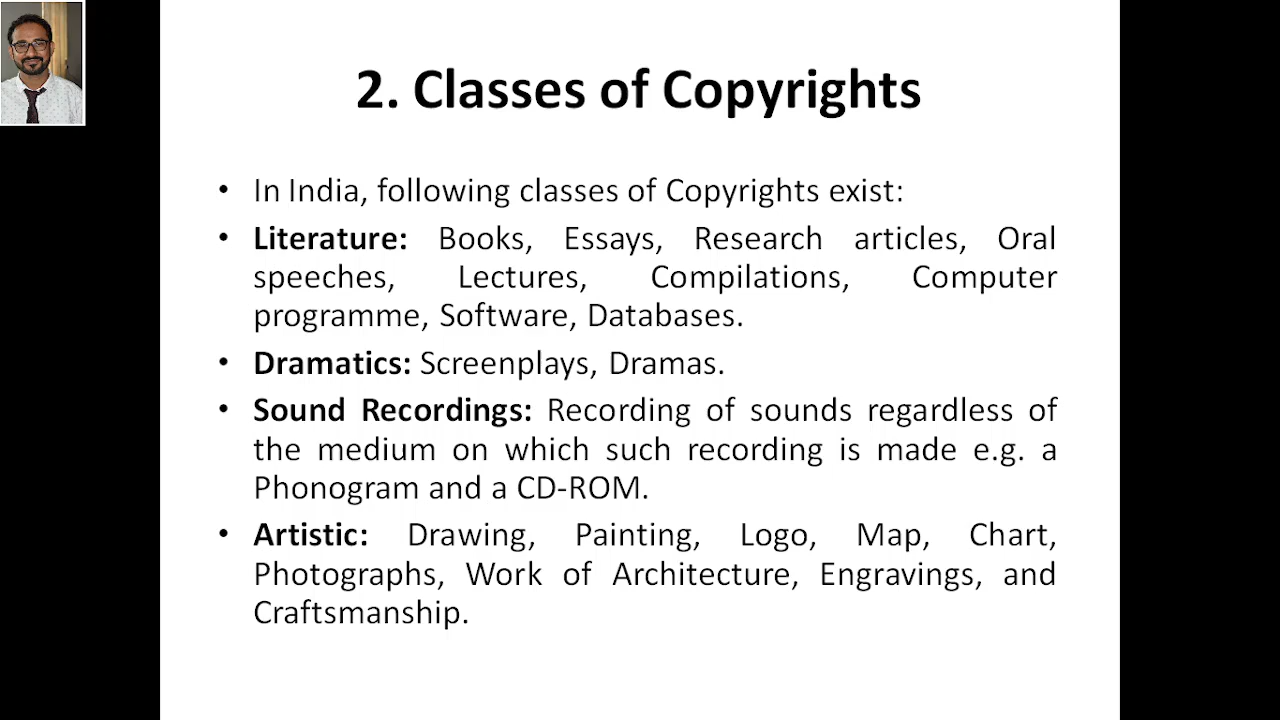 2. Classes of Copyrights
• In India, following classes of Copyrights exist:
• Literature: Books, Essays, Research articles, Oral
speeches, Lectures, Compilations, Computer
programme, Software, Databases.
• Dramatics: Screenplays, Dramas.
• Sound Recordings: Recording of sounds regardless of
the medium on which such recording is made e.g. a
Phonogram and a CD-ROM.
• Artistic: Drawing, Painting, Logo, Map, Chart,
Photographs, Work of Architecture, Engravings, and
Craftsmanship.